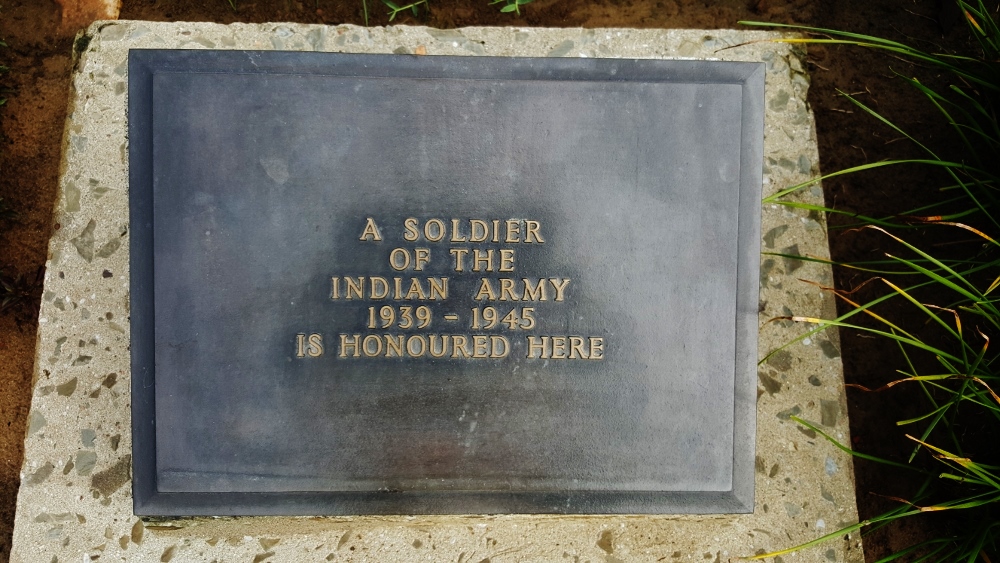 A SOLDIER
OF THE
INDIAN ARMY
1939 - 1945
IS HONOURED HERE